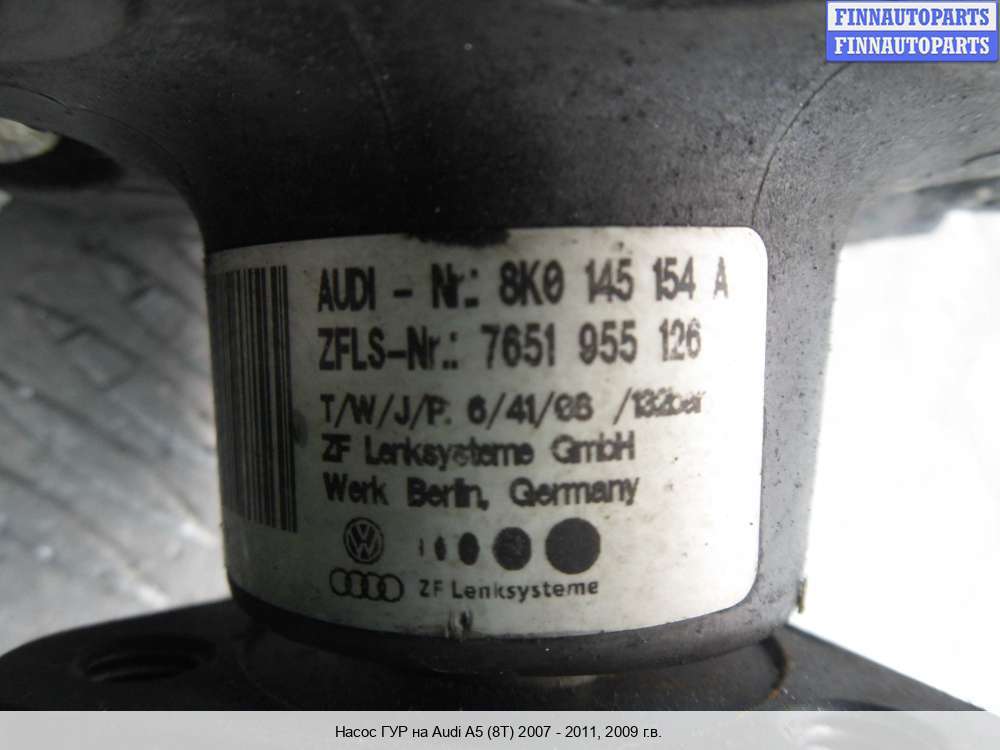 FINNAUTOPARTS
FINNAUTOPARTS
AUDI - Nr.: 8K0 145 154 A
ZFLS-Nr.: 7651 955 126
T/W/J/P. 6/41/08 /132bar
ZF Lenksysteme GmbH
Werk Berlin, Germany
ZF Lenksysteme
Насос ГУР на Audi A5 (8T) 2007 - 2011, 2009 г.в.